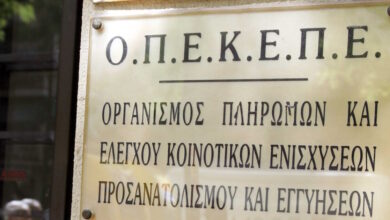 Ο.Π.Ε.Κ.Ε.Π.Ε.
ΟΡΓΑΝΙΣΜΟΣ ΠΛΗΡΩΜΩΝ ΚΑΙ
ΕΛΕΓΧΟΥ ΚΟΙΝΟΤΙΚΩΝ ΕΝΙΣΧΥΣΕΩΝ
ΠΡΟΣΑΝΑΤΟΛΙΣΜΟΥ ΚΑΙ ΕΓΓΥΗΣΕΩΝ